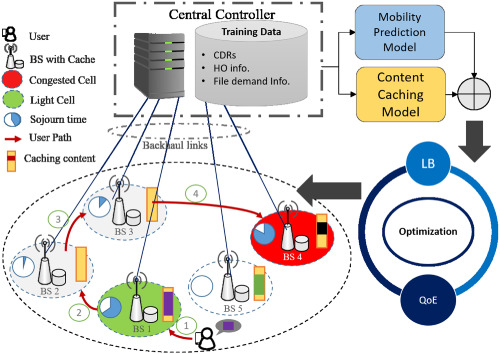 User
BS with Cache
Congested Cell
Light Cell
Sojourn time
User Path
Caching content
Central Controller
Training Data
• CDRs
• HO info.
• File demand Info.
Mobility
Prediction
Model
Content
Caching
Model
Backhaul links
LB
Optimization
QoE
3
BS 3
4
BS 4
BS 2
2
BS 1
1
BS 5